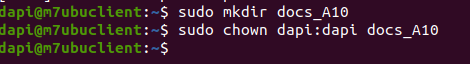 dapi@m7ubuclient:~$ sudo mkdir docs_A10
dapi@m7ubuclient:~$ sudo chown dapi:dapi docs_A10
dapi@m7ubuclient:~$